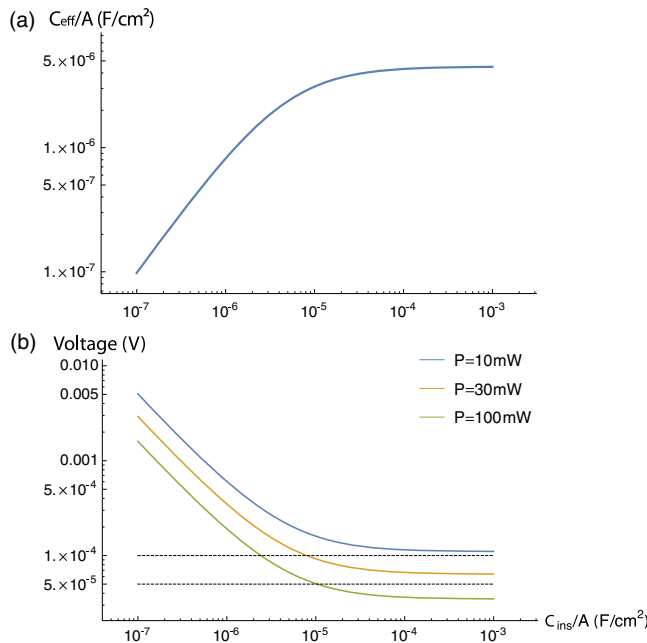 (a) Ceff/A (F/cm²)
5.×10⁻⁶
1.×10⁻⁶
5.×10⁻⁷
1.×10⁻⁷
10⁻⁷ 10⁻⁶ 10⁻⁵ 10⁻⁴ 10⁻³
(b) Voltage (V)
0.010
P=10mW
0.005
P=30mW
P=100mW
0.001
5.×10⁻⁴
1.×10⁻⁴
5.×10⁻⁵
10⁻⁷ 10⁻⁶ 10⁻⁵ 10⁻⁴ 10⁻³ Cins/A (F/cm²)